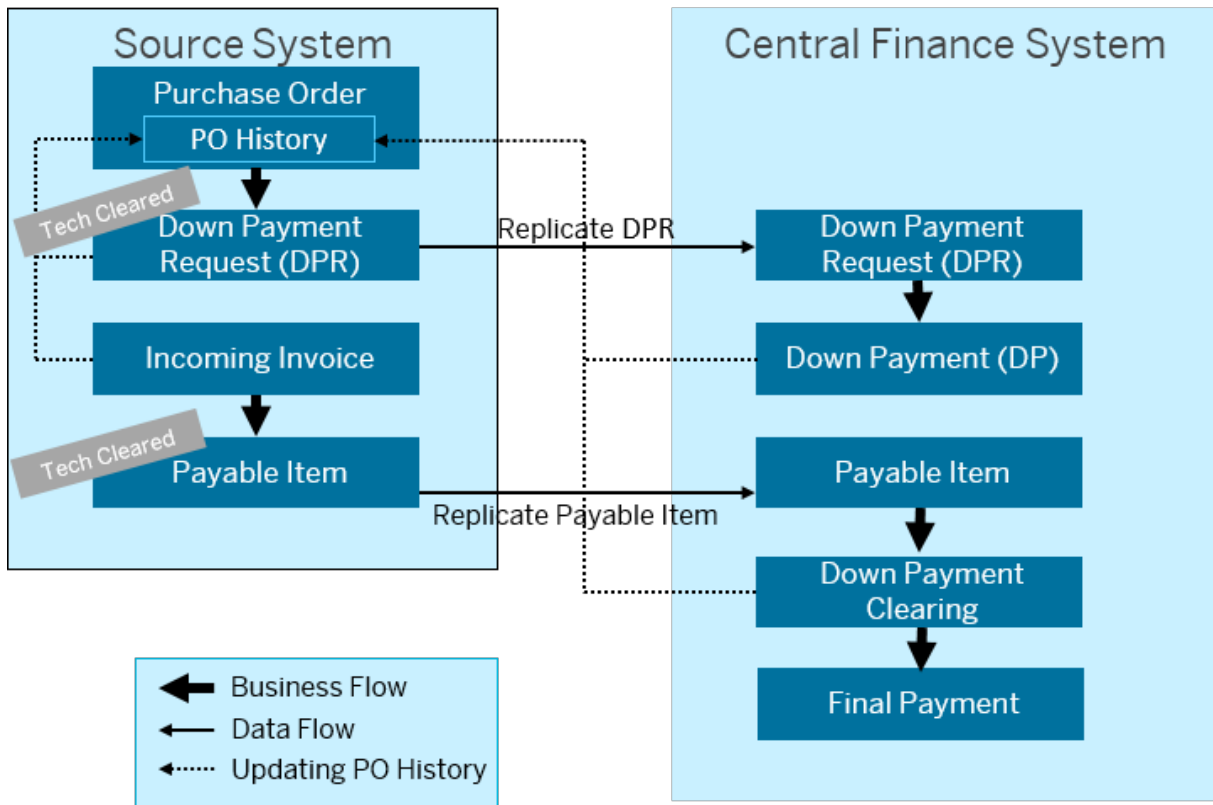 Source System
Purchase Order
PO History
Tech Cleared
Down Payment
Request (DPR)
Incoming Invoice
Tech Cleared
Payable Item
Replicate DPR
Replicate Payable Item
Central Finance System
Down Payment
Request (DPR)
Down Payment (DP)
Payable Item
Down Payment
Clearing
Final Payment
Business Flow
Data Flow
Updating PO History